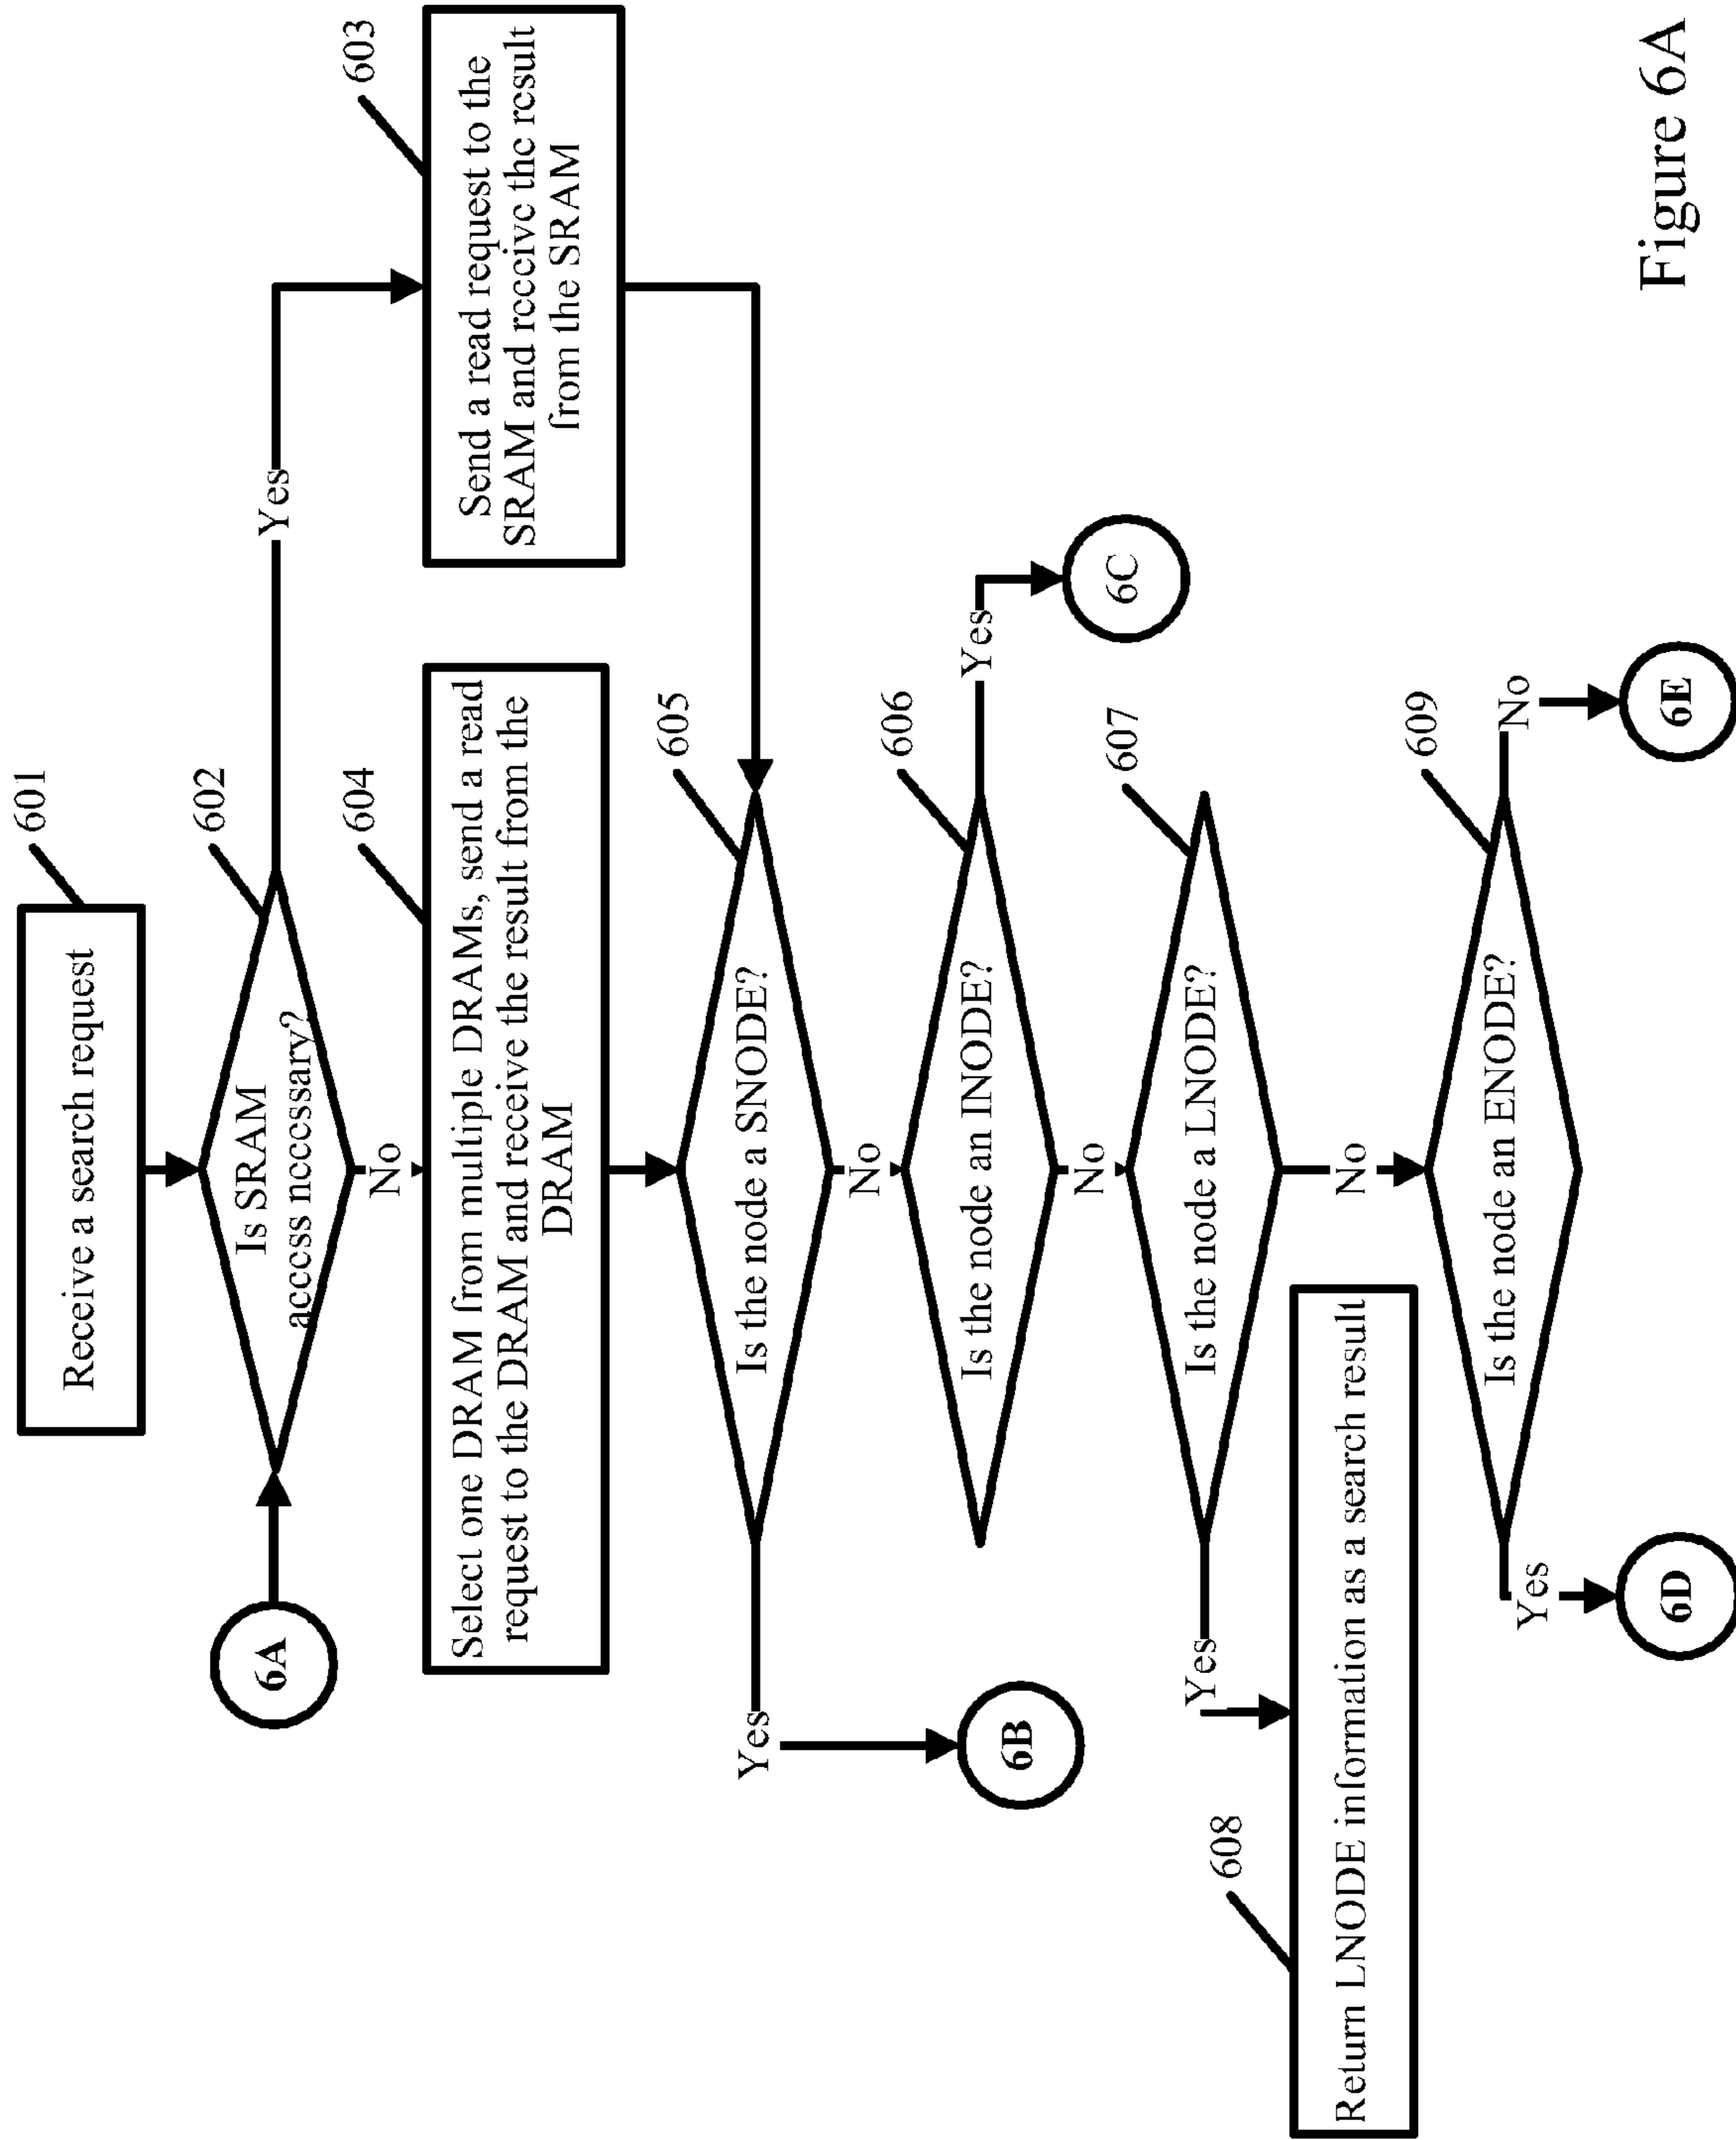 601
Receive a search request
602
6A
Is SRAM
access necessary?
Yes
No
603
Send a read request to the
SRAM and receive the result
from the SRAM
604
Select one DRAM from multiple DRAMs, send a read
request to the DRAM and receive the result from the
DRAM
605
Is the node a SNODE?
Yes
No
6B
606
Is the node an INODE?
Yes
No
6C
607
Is the node a LNODE?
Yes
No
608
Return LNODE information as a search result
609
Is the node an ENODE?
Yes
No
6D
6E
Figure 6A